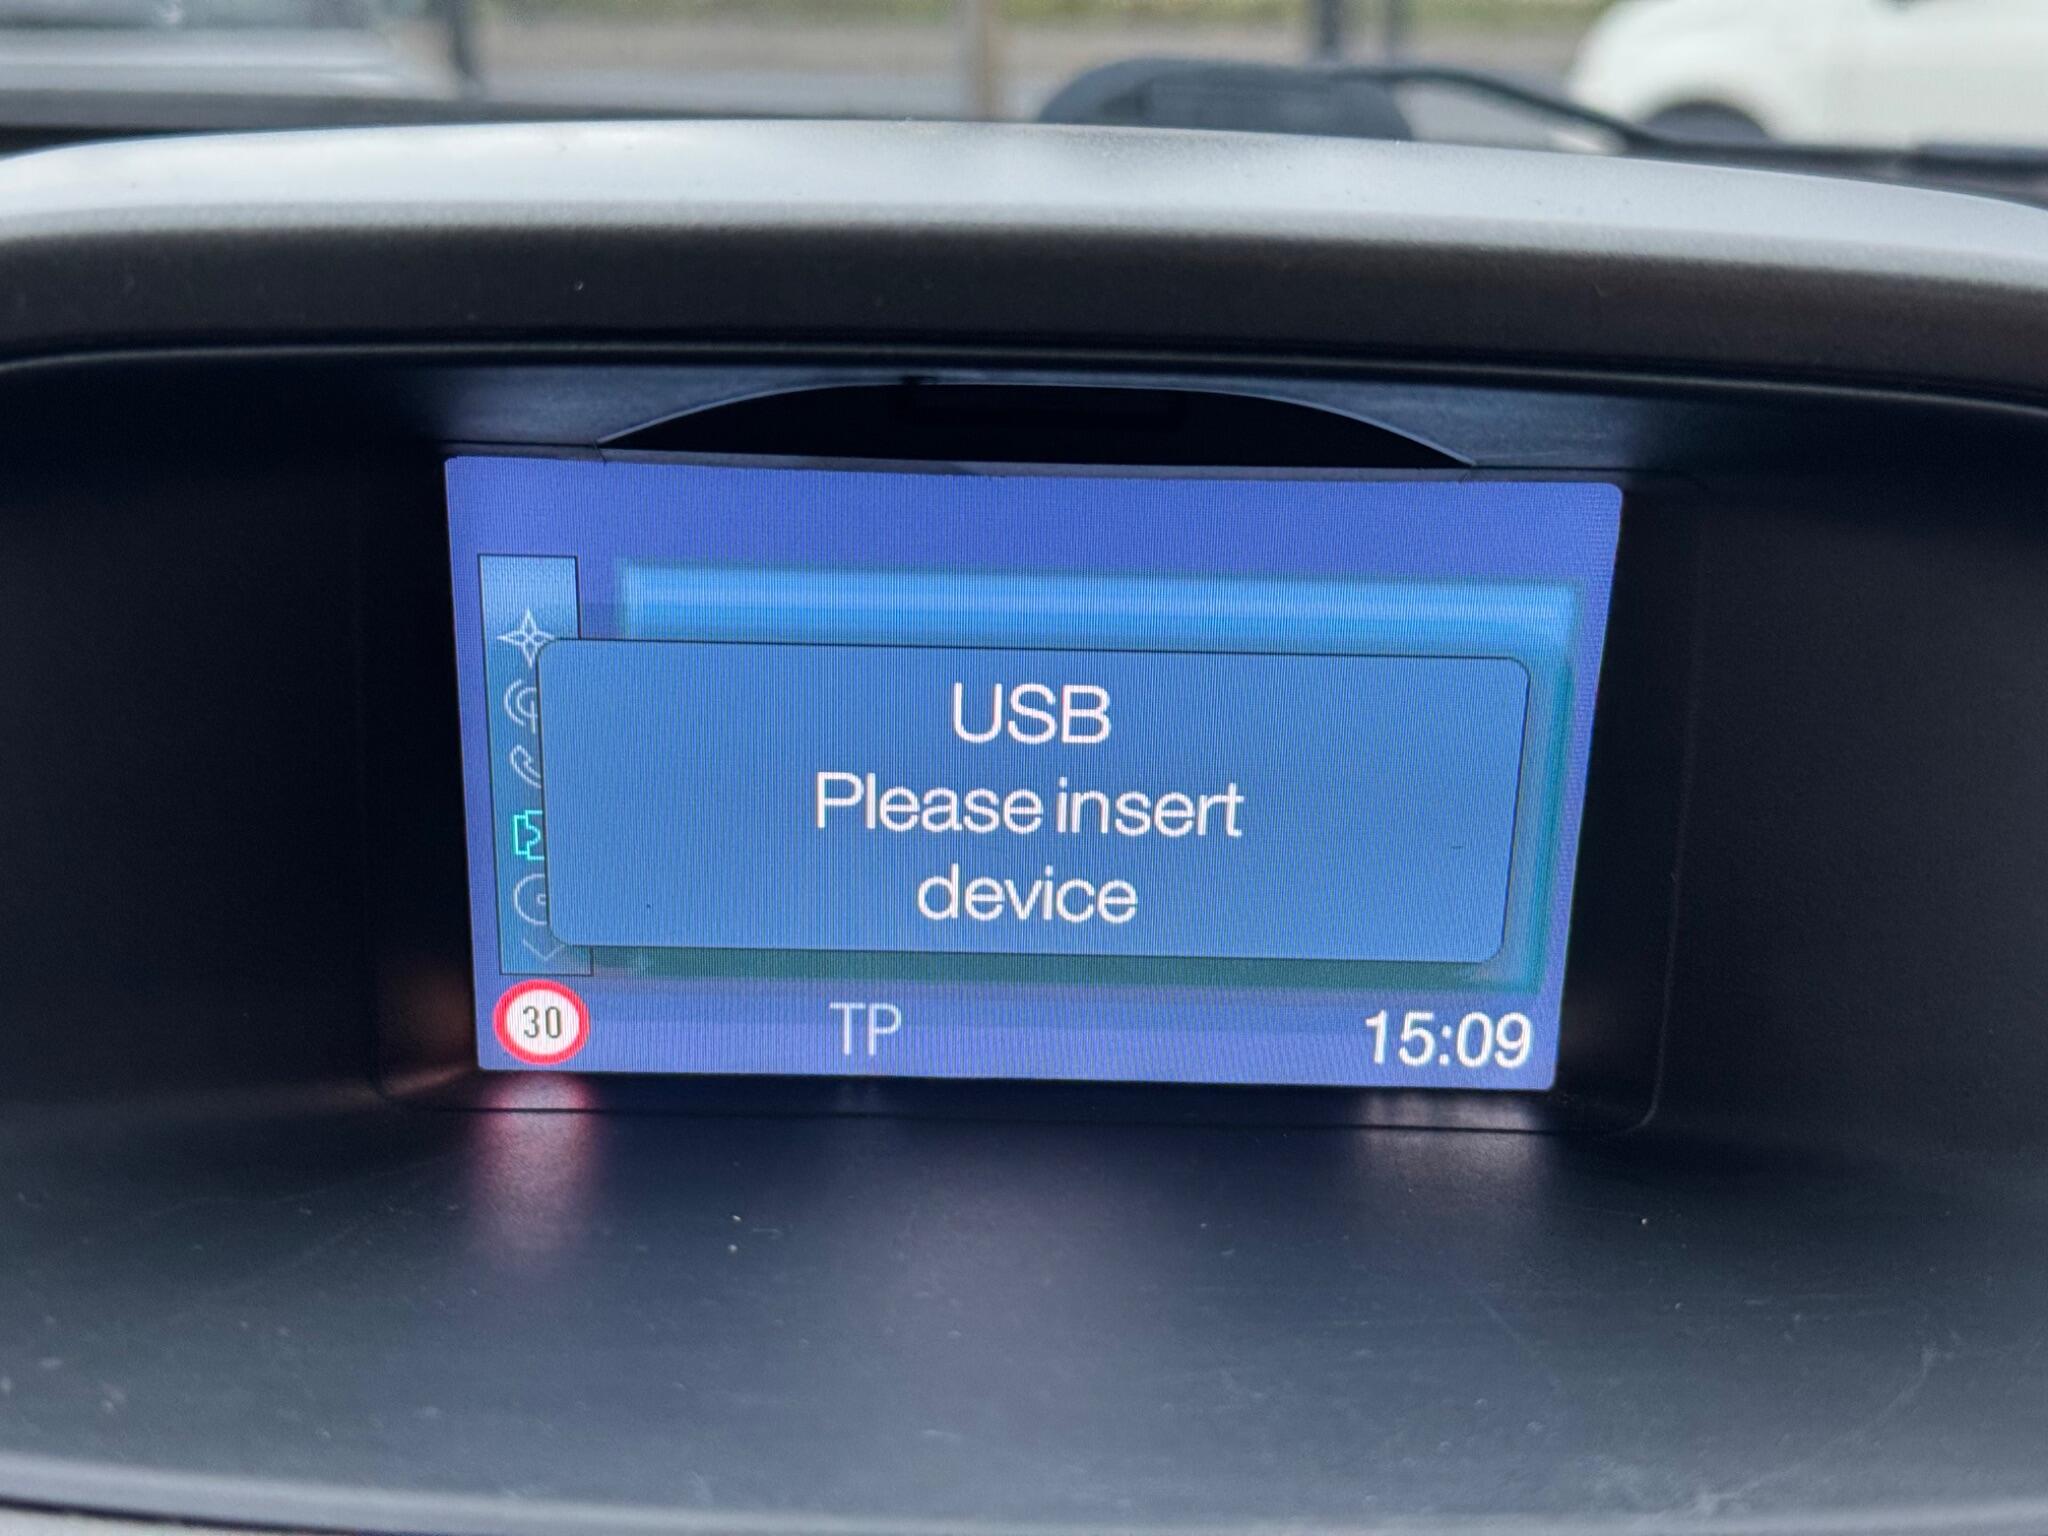 USB
Please insert
device
30
TP
15:09